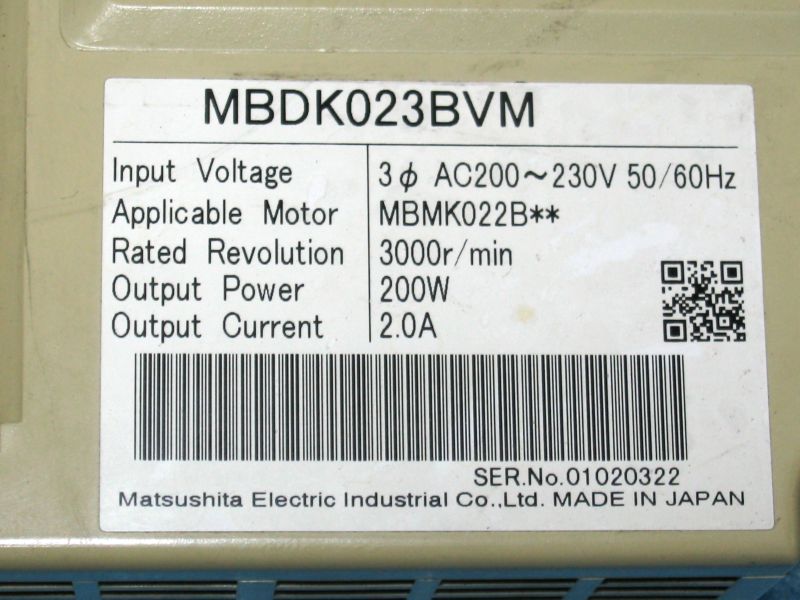 MBDK023BVM
Input Voltage 3φ AC200～230V 50/60Hz
Applicable Motor MBMK022B**
Rated Revolution 3000r/min
Output Power 200W
Output Current 2.0A
SER.No.01020322
Matsushita Electric Industrial Co.,Ltd. MADE IN JAPAN